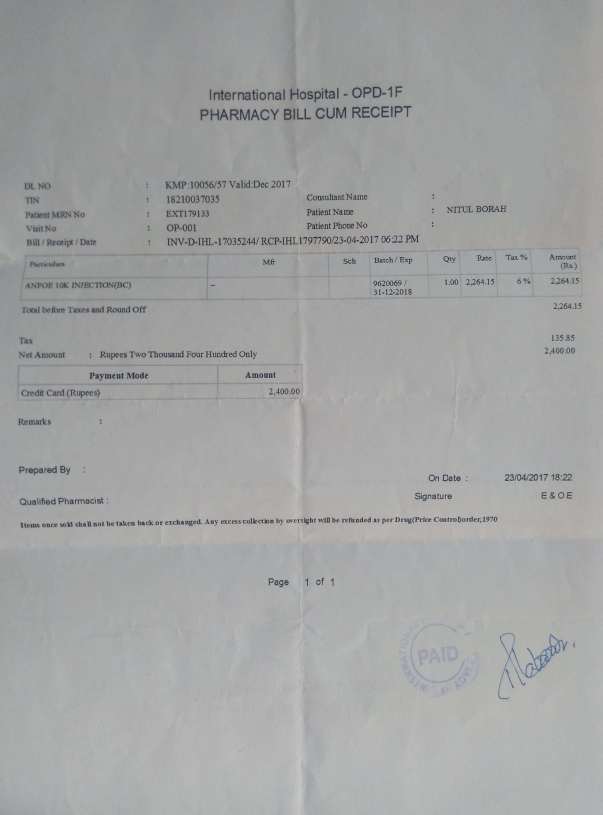 International Hospital - OPD-1F
PHARMACY BILL CUM RECEIPT
DL NO : KMP:10056/57 Valid:Dec 2017
TIN : 18210037035 Consultant Name :
Patient MRN No : EXT179133 Patient Name : NITUL BORAH
Visit No : OP-001 Patient Phone No :
Bill / Receipt / Date : INV-D-IHL-17035244/ RCP-IHL1797790/23-04-2017 06:22 PM
Particulars Mft Sch Batch / Exp Qty Rate Tax % Amount (Rs.)
ANPOE 10K INJECTION(BC) -- 9620069 / 1.00 2,264.15 6 % 2,264.15
31-12-2018
Total before Taxes and Round Off 2,264.15
Tax 135.85
Net Amount : Rupees Two Thousand Four Hundred Only 2,400.00
Payment Mode Amount
Credit Card (Rupees) 2,400.00
Remarks :
Prepared By :
On Date : 23/04/2017 18:22
Qualified Pharmacist : Signature E & O E
Items once sold shall not be taken back or exchanged. Any excess collection by oversight will be refunded as per Drug(Price Control)order,1970
Page 1 of 1
PAID